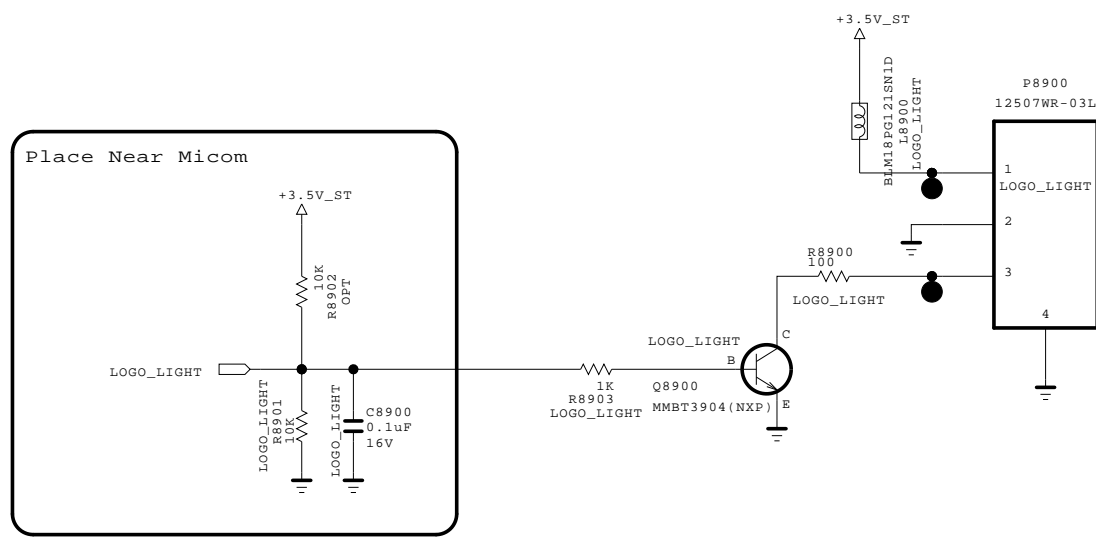 +3.5V_ST
BLM18PG121SN1D
L8900
LOGO_LIGHT
P8900
12507WR-03L
1
LOGO_LIGHT
2
3
4
R8900
100
LOGO_LIGHT
Place Near Micom
+3.5V_ST
10K
R8902
OPT
LOGO_LIGHT
LOGO_LIGHT
R8901
10K
LOGO_LIGHT
C8900
0.1uF
16V
1K
R8903
LOGO_LIGHT
LOGO_LIGHT
B
C
E
Q8900
MMBT3904(NXP)